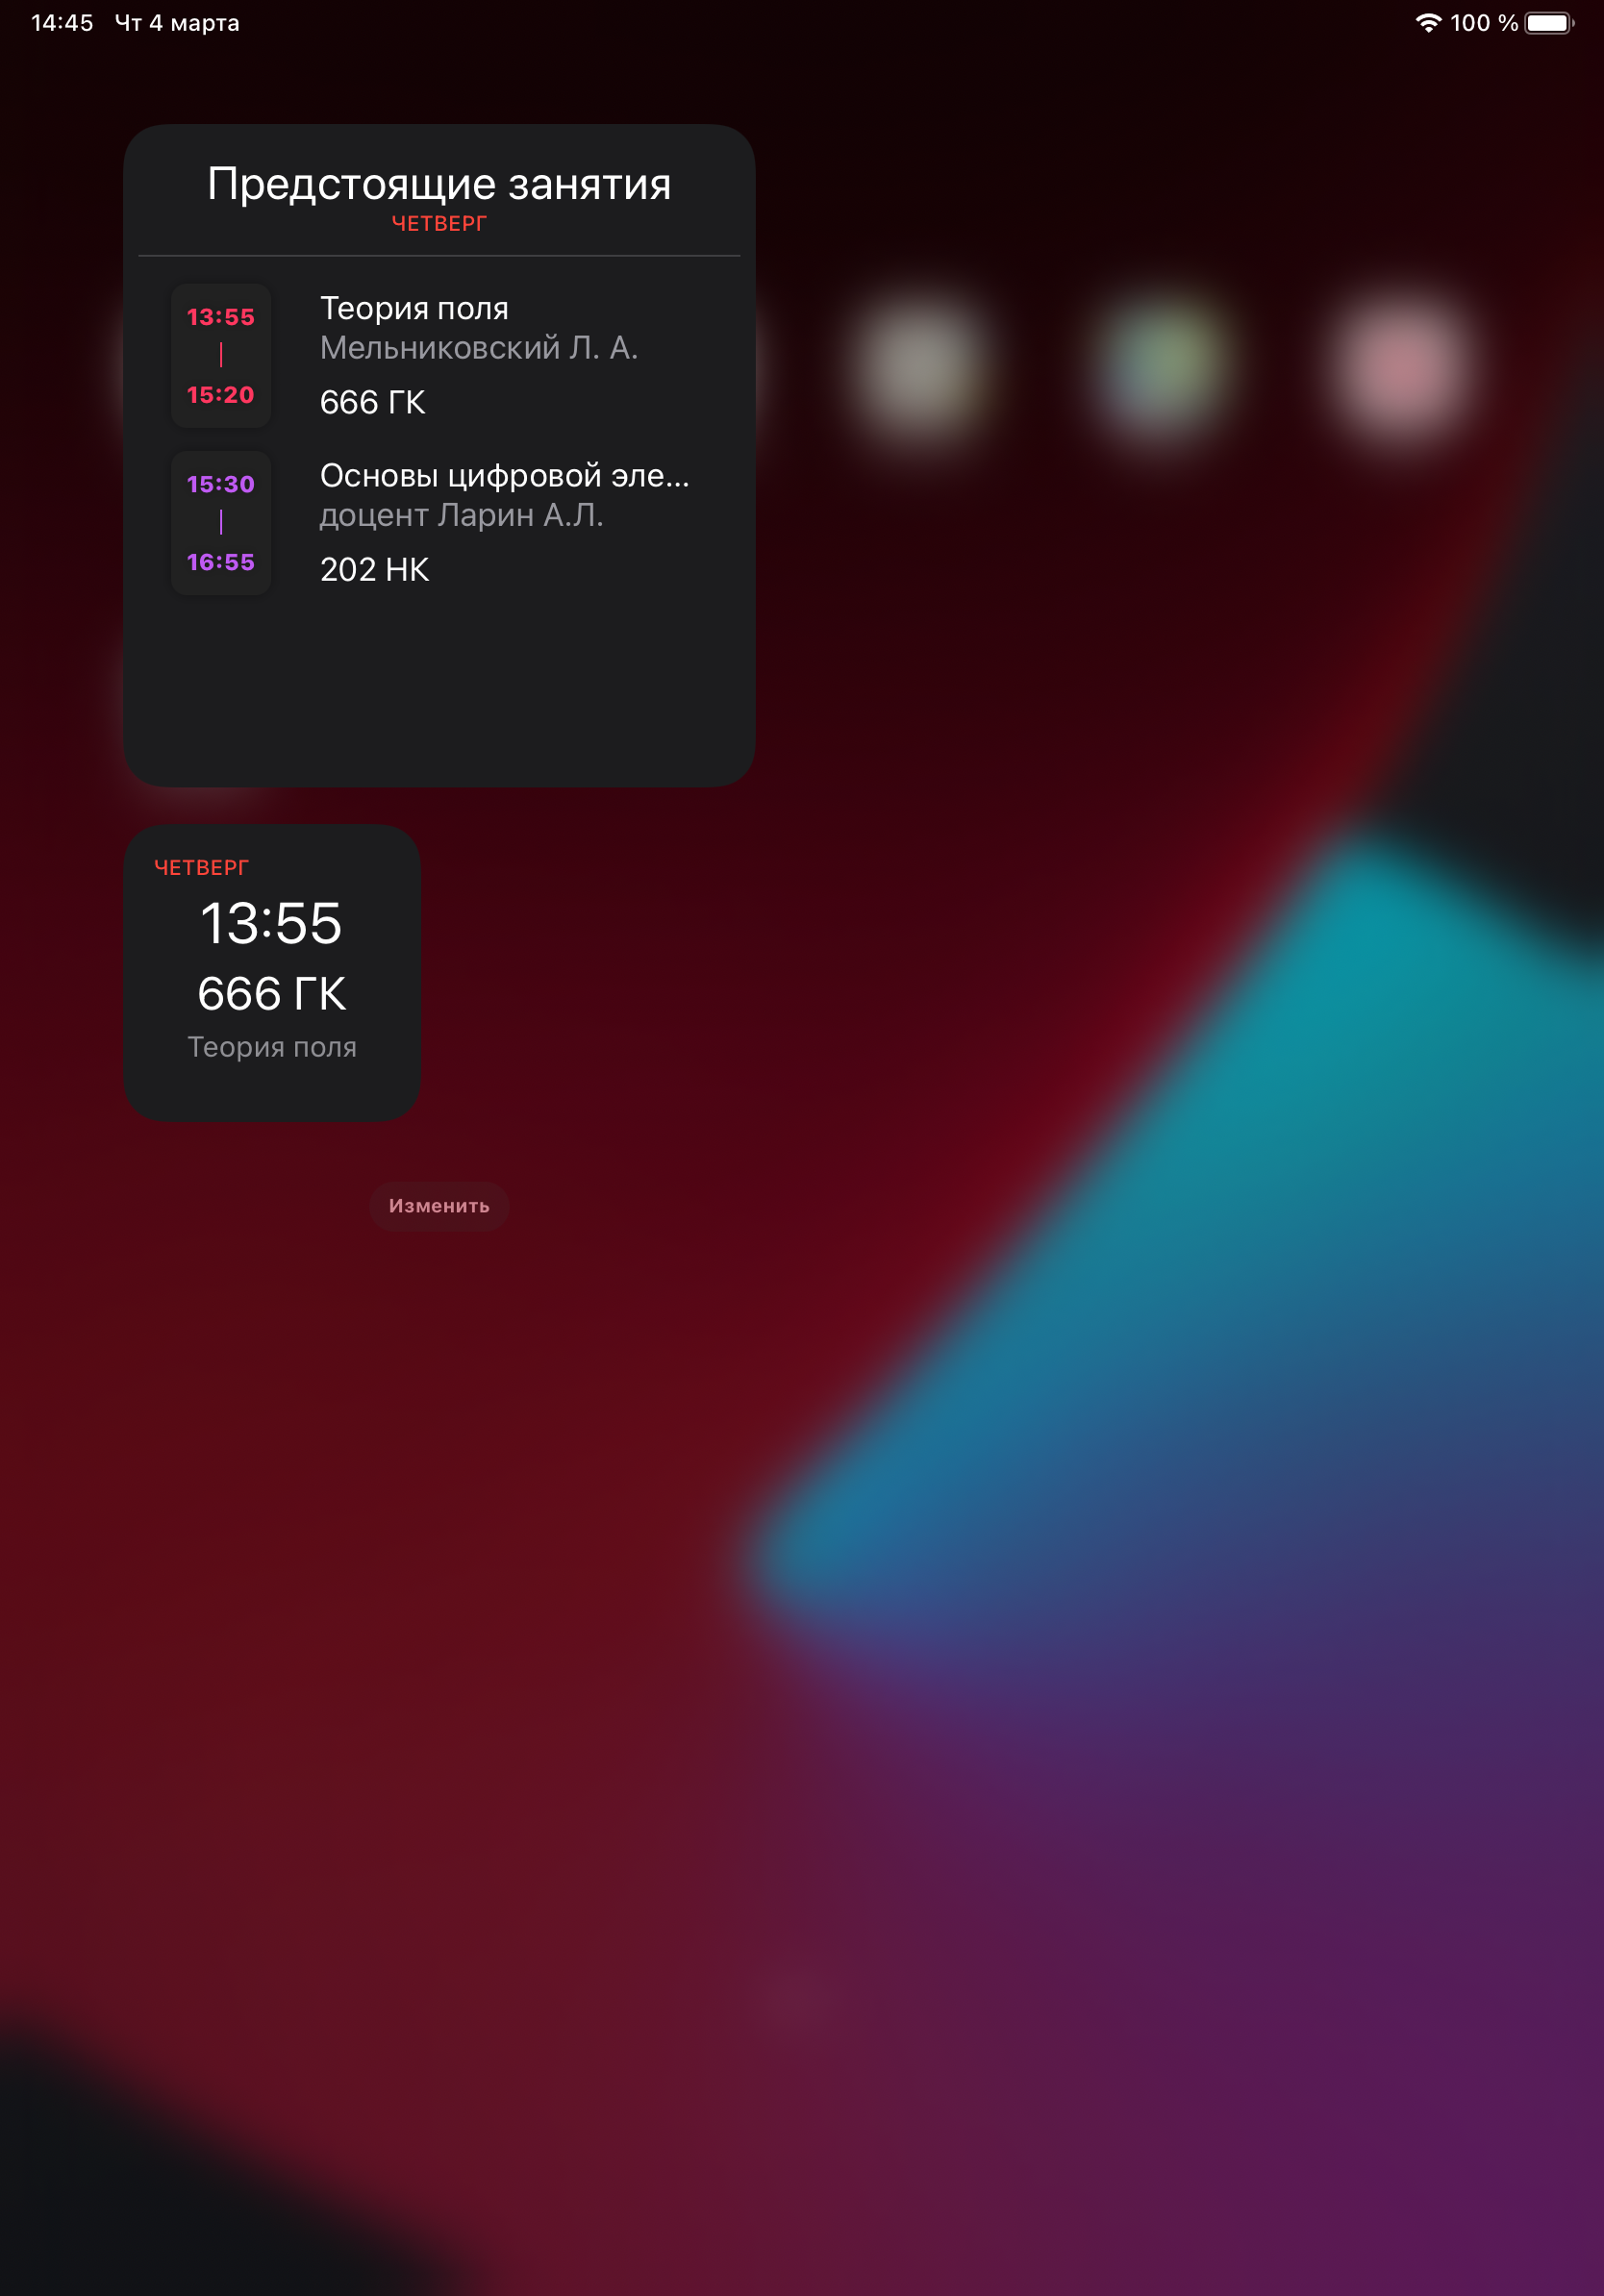 14:45 Чт 4 марта
100 %
Предстоящие занятия
ЧЕТВЕРГ
13:55
15:20
Теория поля
Мельниковский Л. А.
666 ГК
15:30
16:55
Основы цифровой эле...
доцент Ларин А.Л.
202 НК
ЧЕТВЕРГ
13:55
666 ГК
Теория поля
Изменить